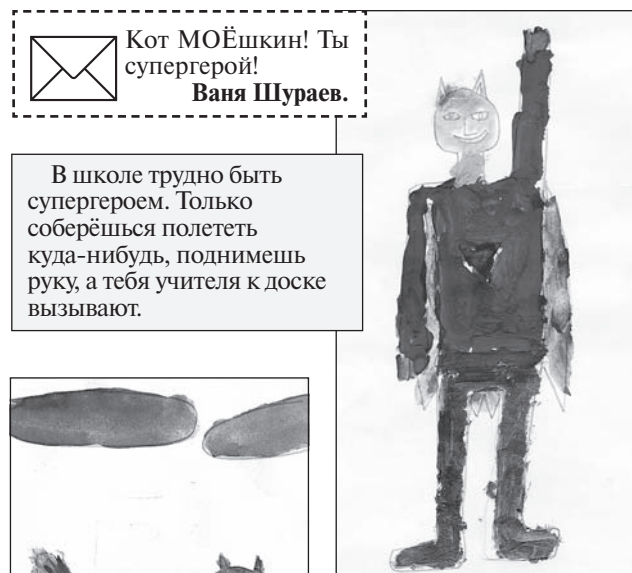 Кот МОЁшкин! Ты
супергерой!
Ваня Шураев.
В школе трудно быть
супергероем. Только
соберёшься полететь
куда-нибудь, поднимешь
руку, а тебя учителя к доске
вызывают.